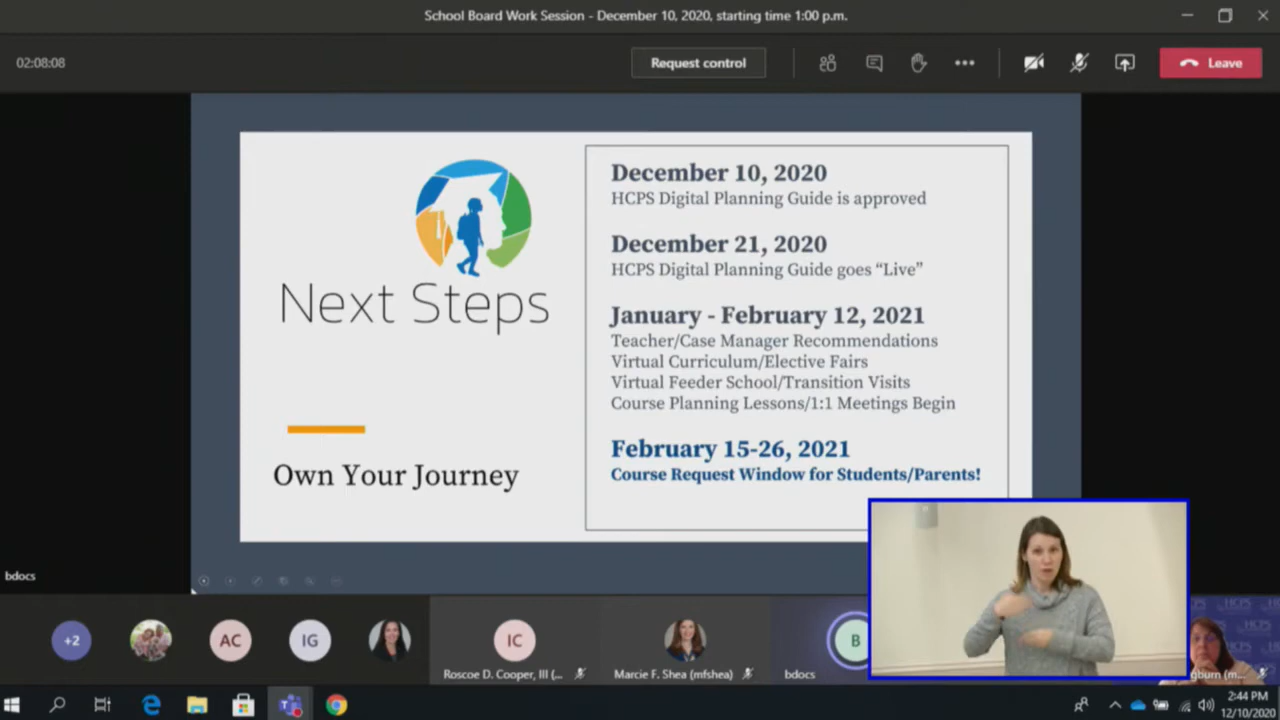 School Board Work Session - December 10, 2020, starting time 1:00 p.m.
02:08:08
Request control
Leave
Next Steps
Own Your Journey
December 10, 2020
HCPS Digital Planning Guide is approved
December 21, 2020
HCPS Digital Planning Guide goes “Live”
January - February 12, 2021
Teacher/Case Manager Recommendations
Virtual Curriculum/Elective Fairs
Virtual Feeder School/Transition Visits
Course Planning Lessons/1:1 Meetings Begin
February 15-26, 2021
Course Request Window for Students/Parents!
bdocs
+2
AC
IG
IC
B
HCPS
Roscoe D. Cooper, III (...
Marcie F. Shea (mfshea)
bdocs
gburn (m...
2:44 PM
12/10/2020